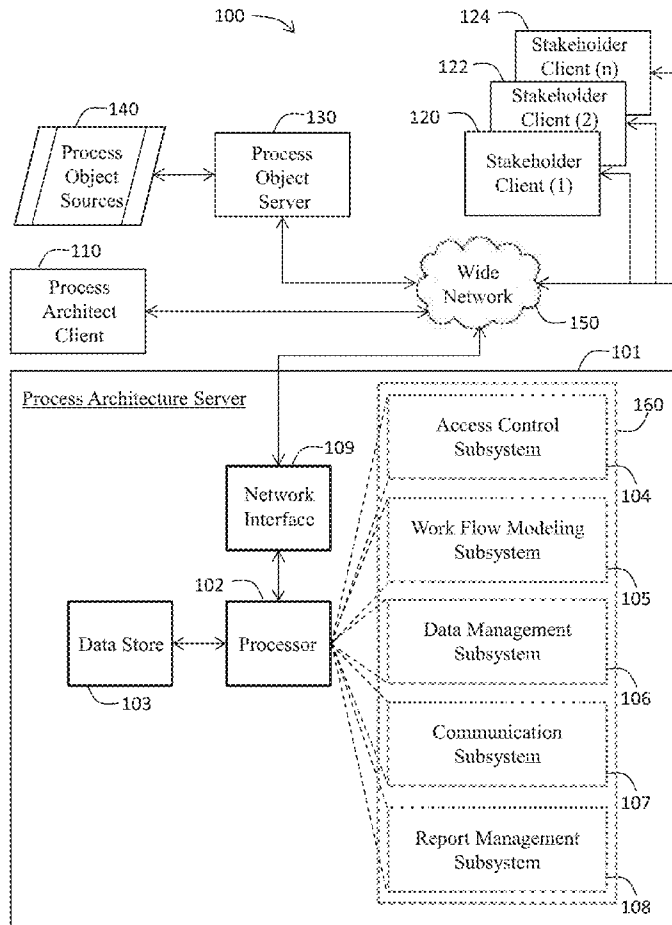 100
124
Stakeholder
Client (n)
122
Stakeholder
Client (2)
120
Stakeholder
Client (1)
140
Process
Object
Sources
130
Process
Object
Server
110
Process
Architect
Client
Wide
Network
150
101
Process Architecture Server
160
109
Network
Interface
102
Processor
Data Store
103
Access Control
Subsystem
104
Work Flow Modeling
Subsystem
105
Data Management
Subsystem
106
Communication
Subsystem
107
Report Management
Subsystem
108